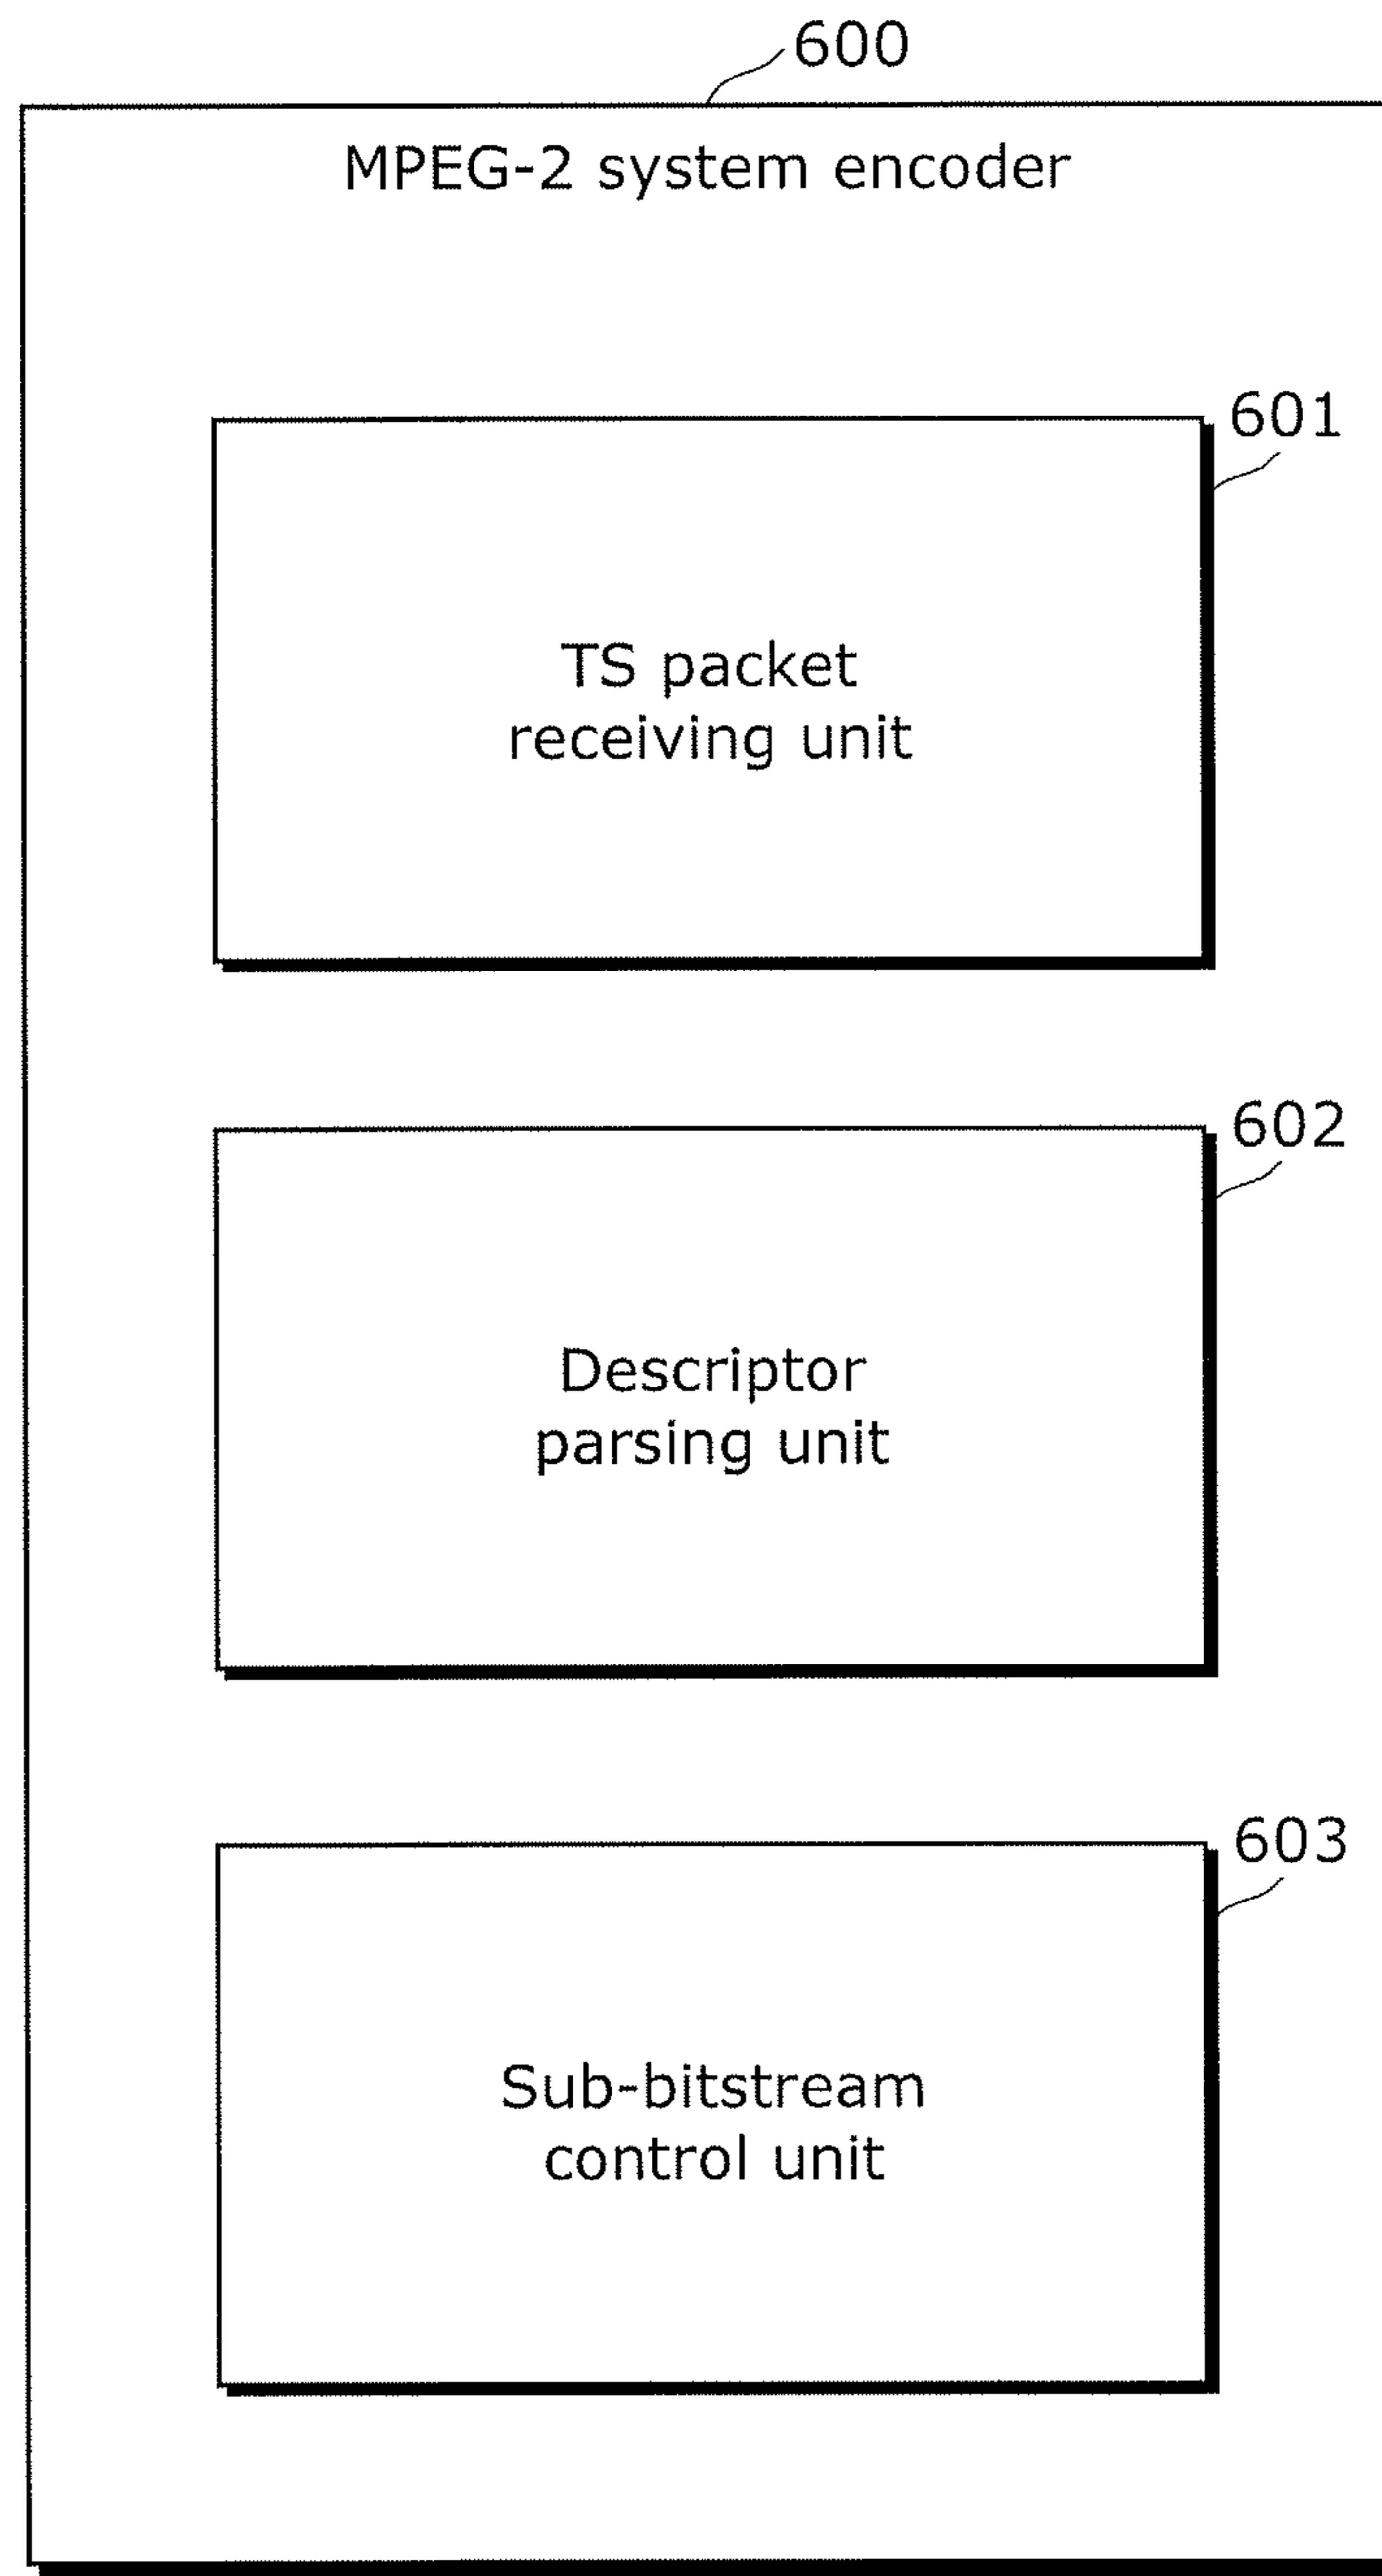 600
MPEG-2 system encoder
601
TS packet
receiving unit
602
Descriptor
parsing unit
603
Sub-bitstream
control unit